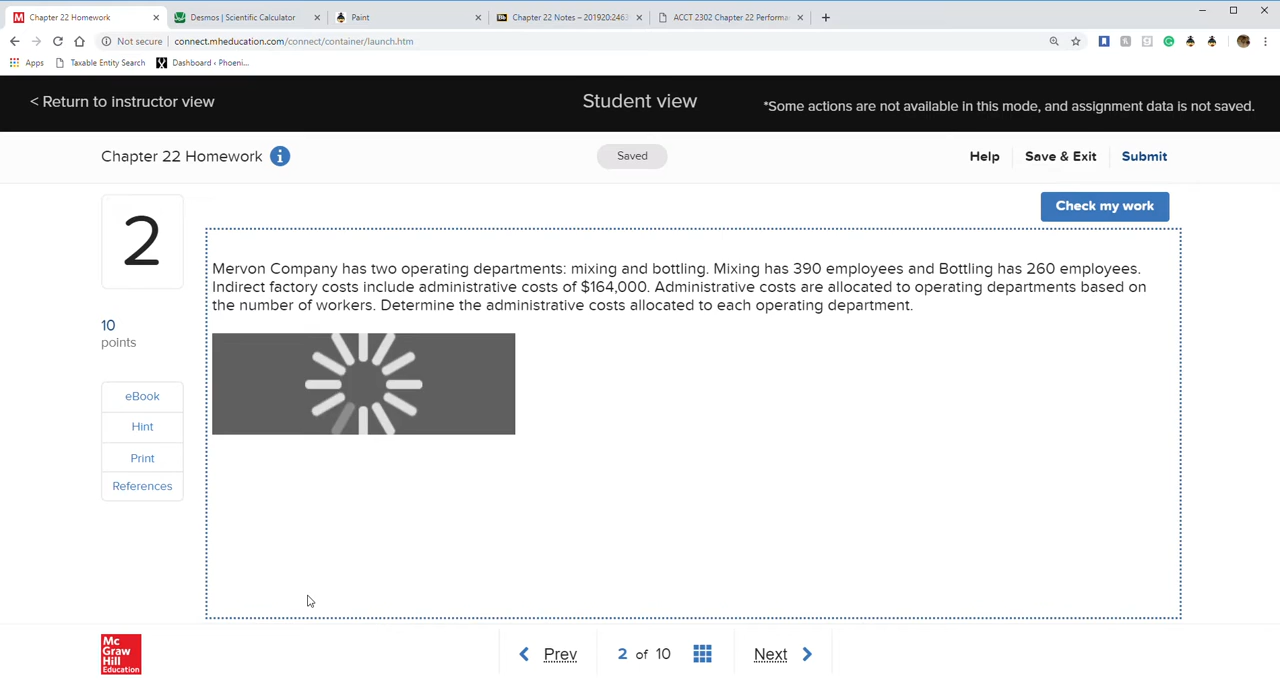 Chapter 22 Homework
Desmos | Scientific Calculator
Paint
Chapter 22 Notes – 201920:246
ACCT 2302 Chapter 22 Performa
Not secure | connect.mheducation.com/connect/container/launch.htm
Apps Taxable Entity Search Dashboard ‹ Phoeni...
< Return to instructor view
Student view
*Some actions are not available in this mode, and assignment data is not saved.
Chapter 22 Homework i
Saved
Help Save & Exit Submit
2
Check my work
Mervon Company has two operating departments: mixing and bottling. Mixing has 390 employees and Bottling has 260 employees.
Indirect factory costs include administrative costs of $164,000. Administrative costs are allocated to operating departments based on
the number of workers. Determine the administrative costs allocated to each operating department.
10
points
eBook
Hint
Print
References
Mc
Graw
Hill
Education
Prev 2 of 10 Next